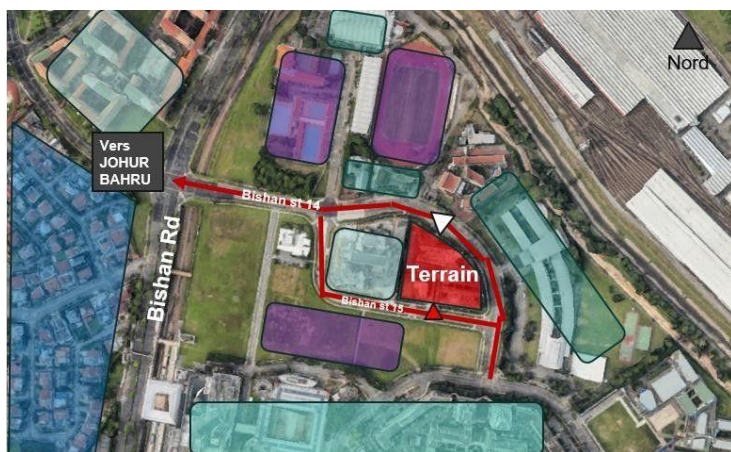 Nord
Vers
JOHUR
BAHRU
Bishan st 14
Bishan Rd
Terrain
Bishan st 15